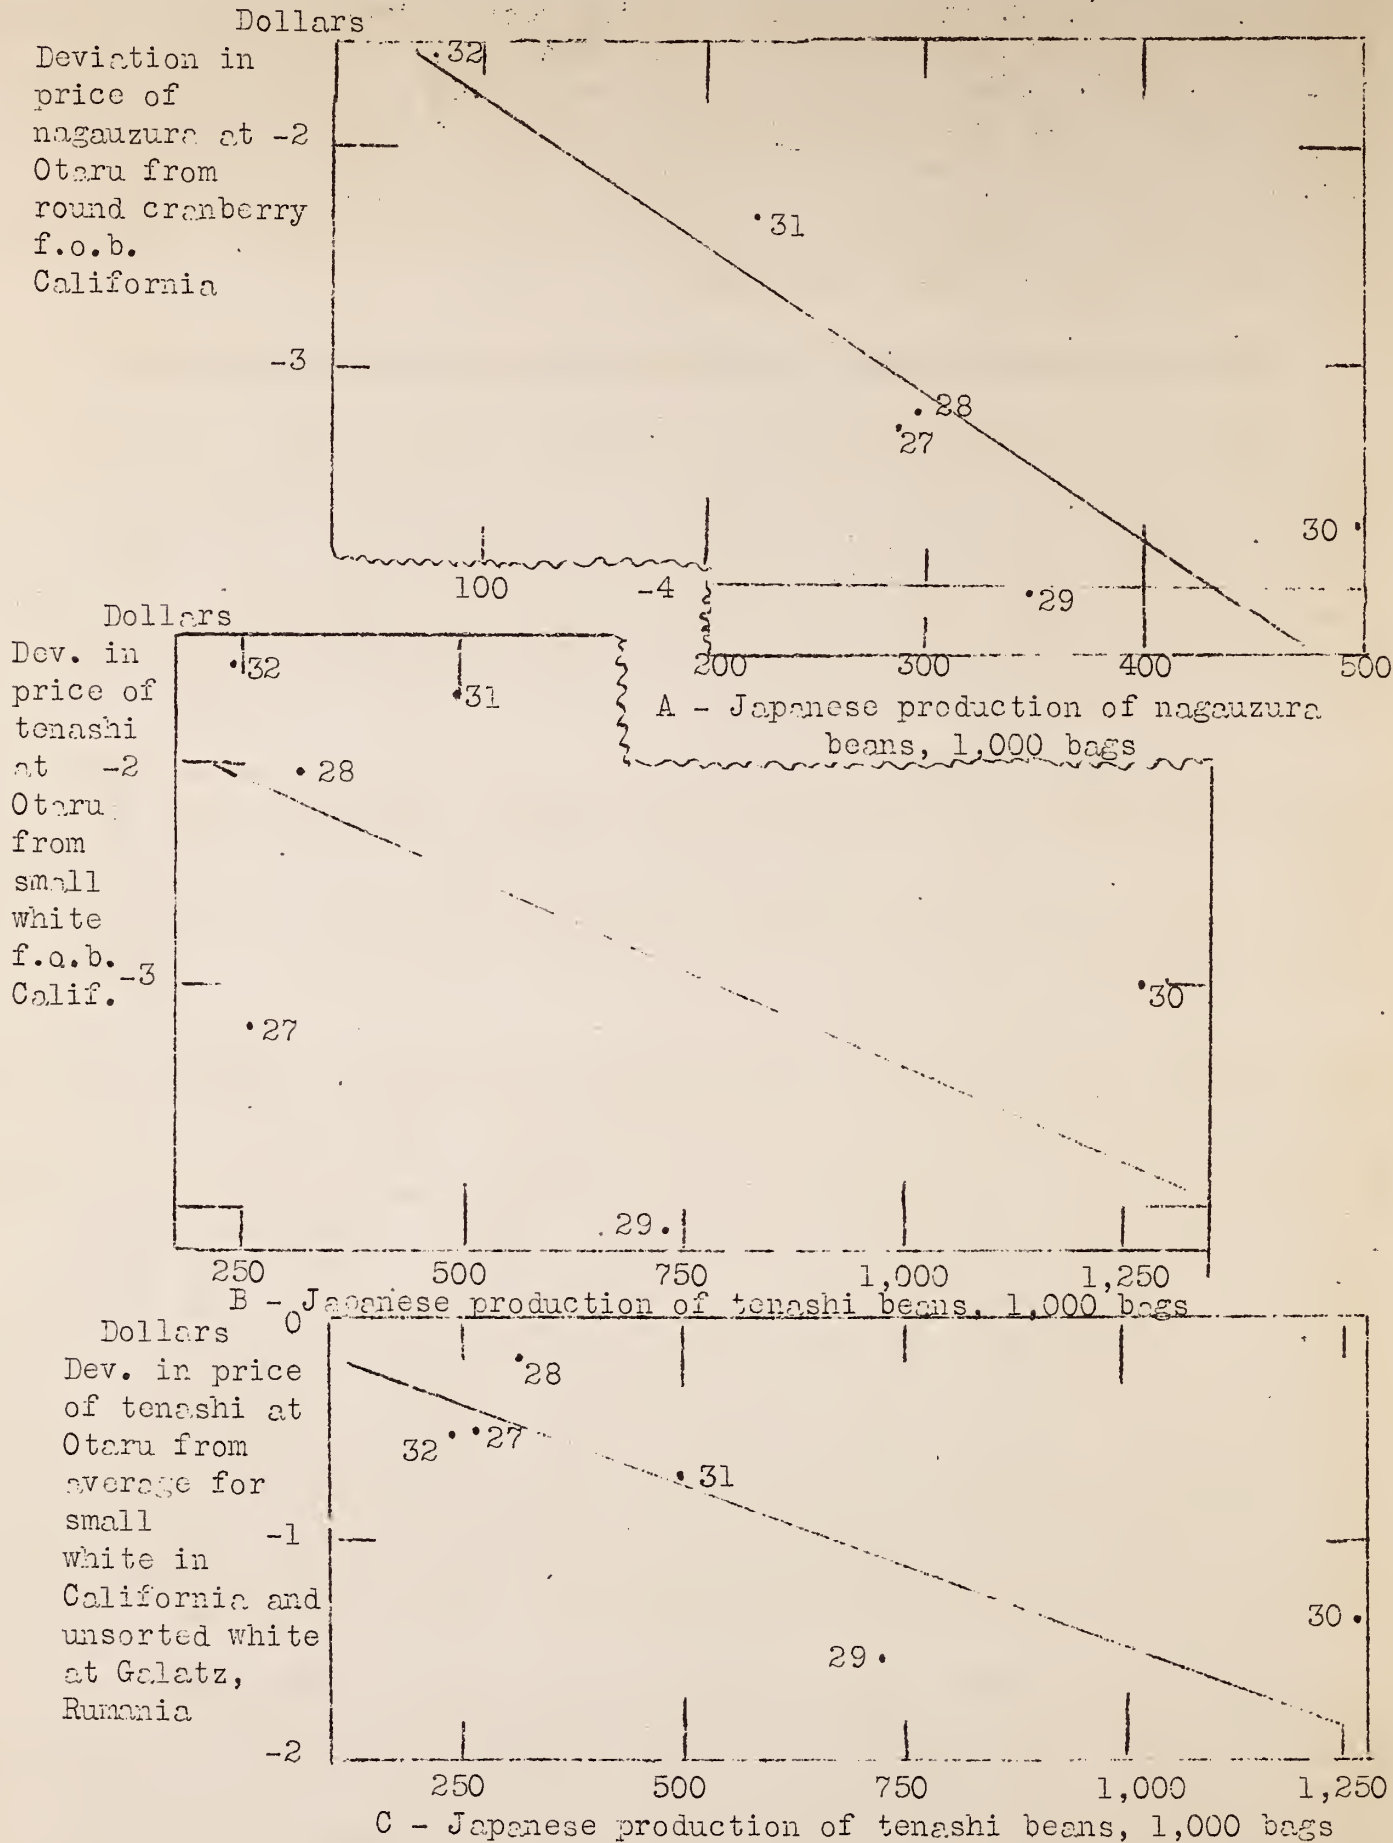 Dollars
Deviation in
price of
nagauzura at -2
Otaru from
round cranberry
f.o.b.
California
-3
32
31
28
27
30
29
100 -4
200 300 400 500
A - Japanese production of nagauzura
beans, 1,000 bags
Dollars
Dev. in
price of
tenashi
at -2
Otaru
from
small
white
f.o.b.
Calif. -3
32
31
28
30
27
29
250 500 750 1,000 1,250
B - Japanese production of tenashi beans, 1,000 bags
Dollars 0
Dev. in price
of tenashi at
Otaru from
average for
small
-1
white in
California and
unsorted white
at Galatz,
Rumania
-2
28
32 27
31
30
29
250 500 750 1,000 1,250
C - Japanese production of tenashi beans, 1,000 bags